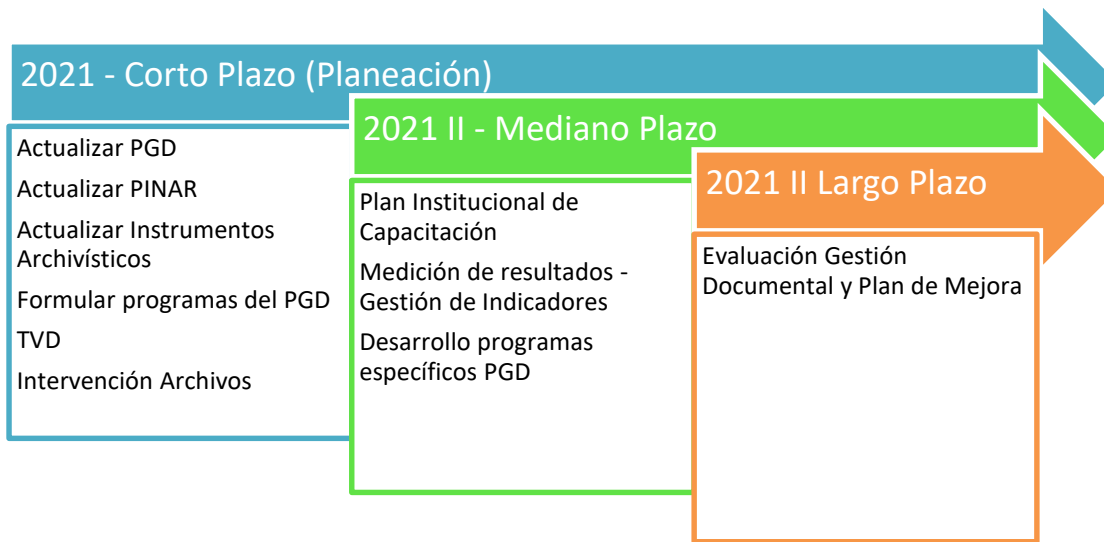 2021 - Corto Plazo (Planeación)
Actualizar PGD
Actualizar PINAR
Actualizar Instrumentos
Archivísticos
Formular programas del PGD
TVD
Intervención Archivos
2021 II - Mediano Plazo
Plan Institucional de
Capacitación
Medición de resultados -
Gestión de Indicadores
Desarrollo programas
específicos PGD
2021 II Largo Plazo
Evaluación Gestión
Documental y Plan de Mejora